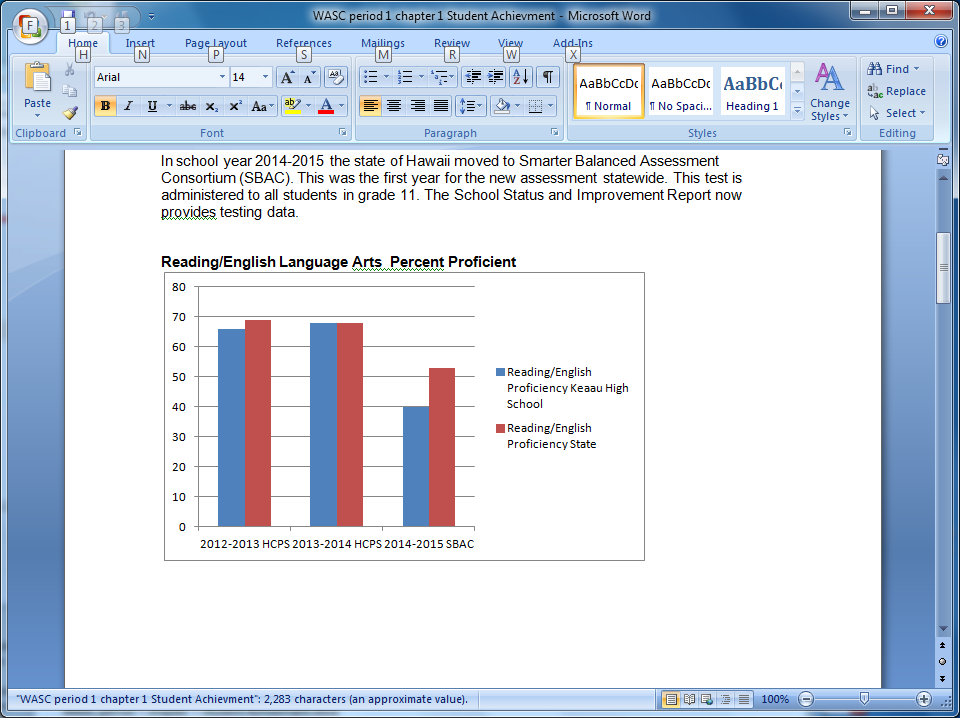 WASC period 1 chapter 1 Student Achievment - Microsoft Word
F
1
2
3
Home
Insert
Page Layout
References
Mailings
Review
View
Add-Ins
H
N
P
S
M
R
W
X
Paste
Clipboard
Arial
14
B I U abc x₂ x² Aa
ab A
Font
Paragraph
AaBbCcDc
¶ Normal
AaBbCcDc
¶ No Spaci...
AaBbC
Heading 1
Change
Styles
Styles
Find
Replace
Select
Editing
In school year 2014-2015 the state of Hawaii moved to Smarter Balanced Assessment
Consortium (SBAC). This was the first year for the new assessment statewide. This test is
administered to all students in grade 11. The School Status and Improvement Report now
provides testing data.
Reading/English Language Arts  Percent Proficient
80
70
60
50
40
30
20
10
0
2012-2013 HCPS 2013-2014 HCPS 2014-2015 SBAC
Reading/English
Proficiency Keaau High
School
Reading/English
Proficiency State
"WASC period 1 chapter 1 Student Achievment": 2,283 characters (an approximate value).
100%